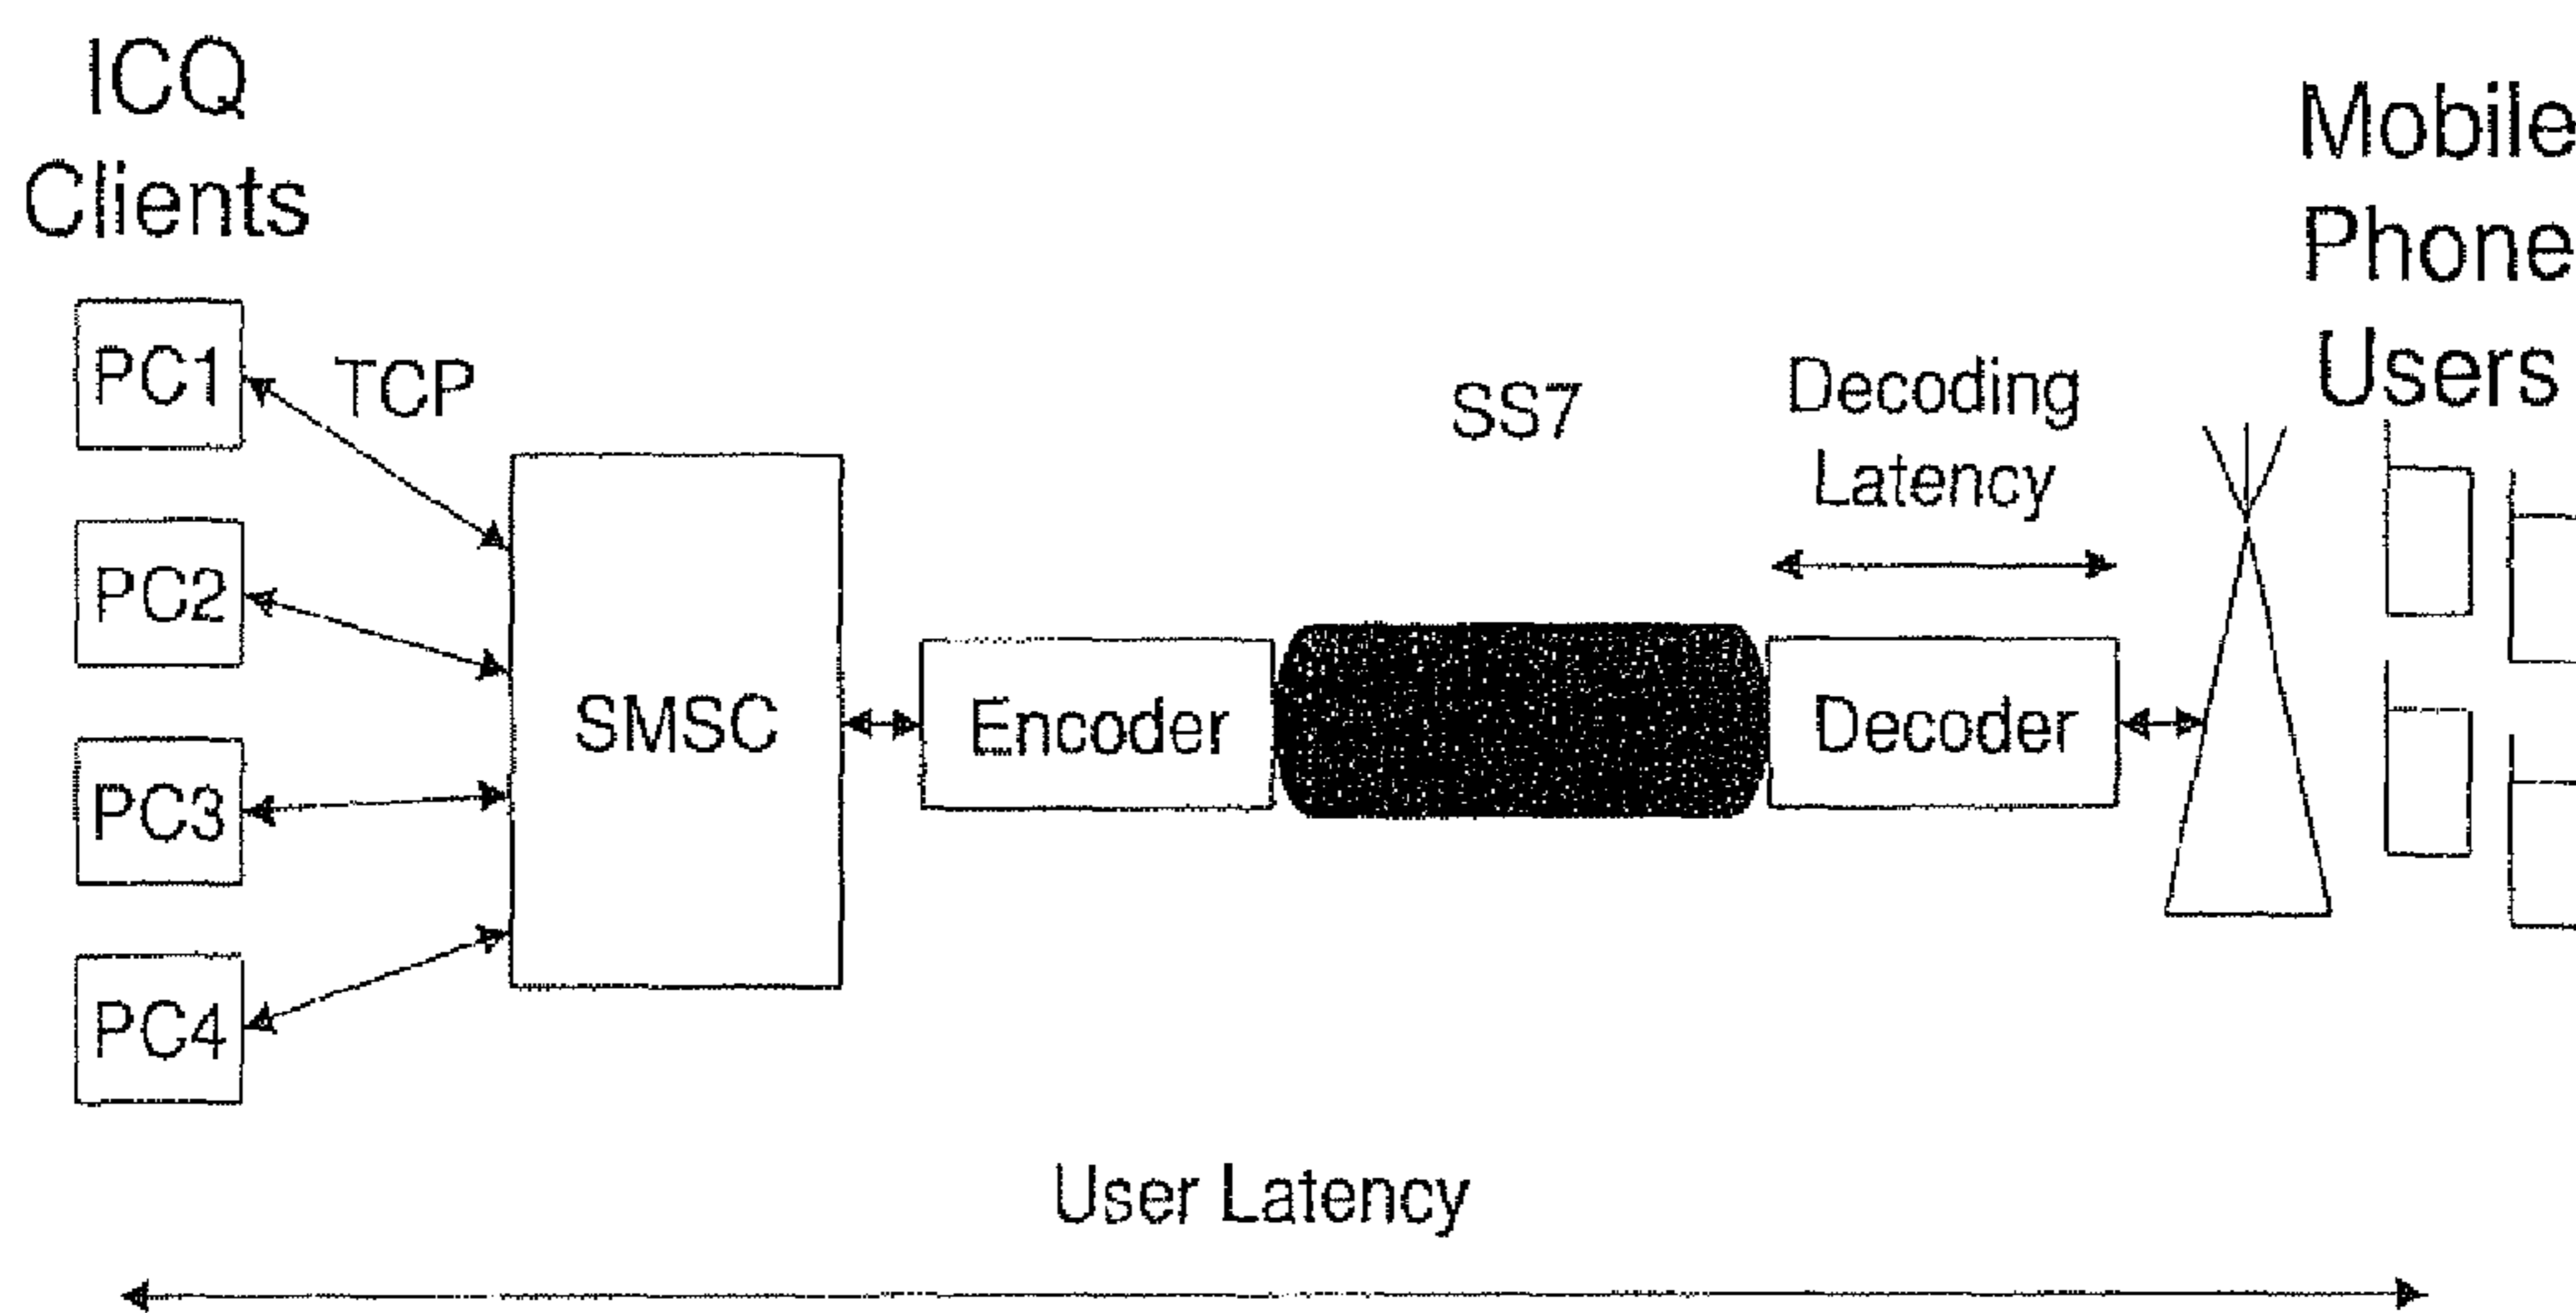 ICQ
Clients
Mobile
Phone
Users
PC1
TCP
PC2
PC3
PC4
SMSC
Encoder
SS7
Decoding
Latency
Decoder
User Latency